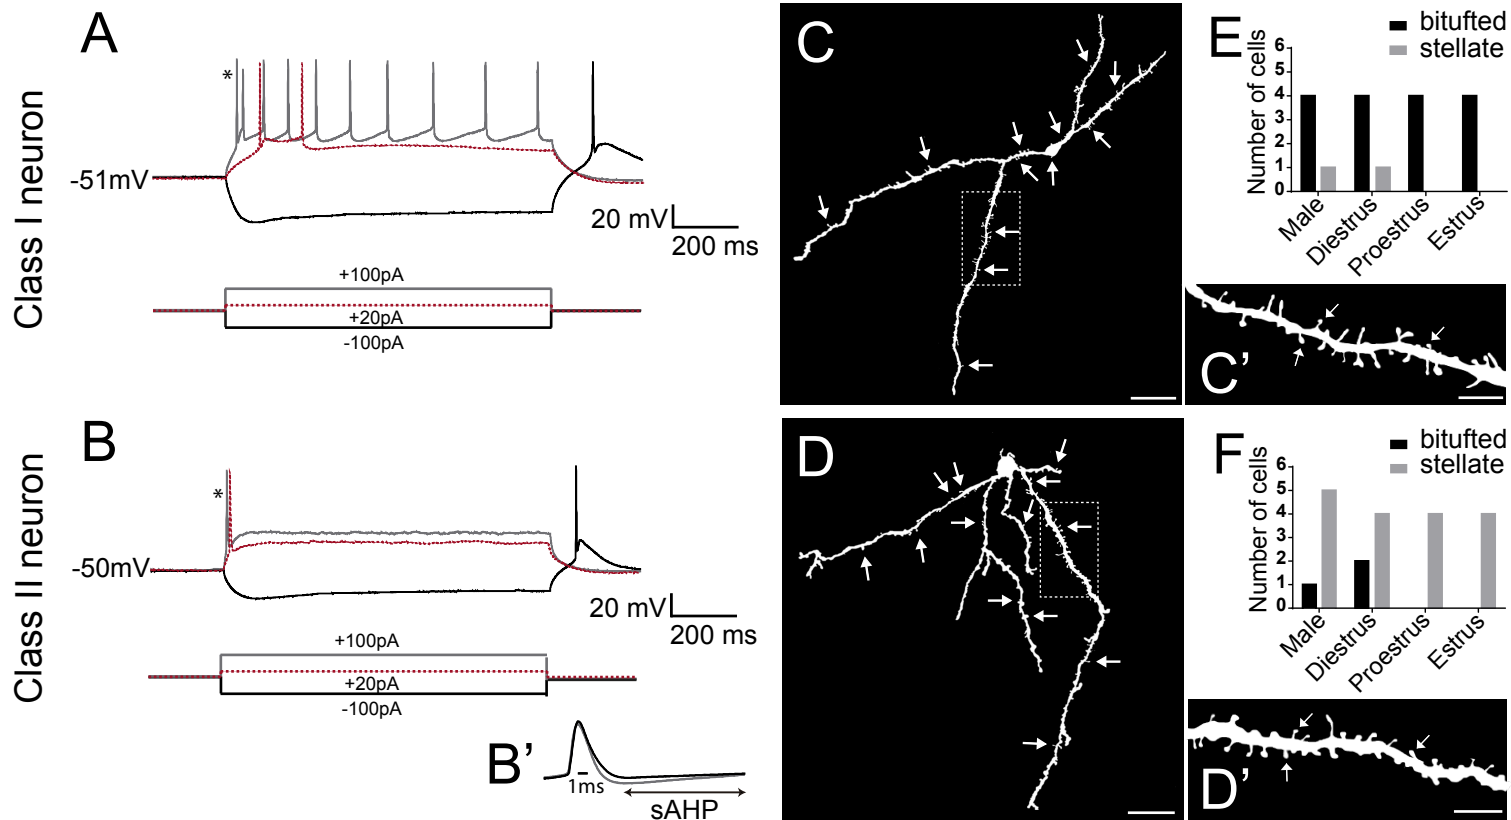 A
Class I neuron
*
-51mV
20 mV
200 ms
+100pA
+20pA
-100pA
B
Class III neuron
*
-50mV
20 mV
200 ms
+100pA
+20pA
-100pA
B'
1ms
sAHP
C
D
E
bitufted
stellate
Number of cells
6
5
4
3
2
1
0
Male
Diestrus
Proestrus
Estrus
C'
F
bitufted
stellate
Number of cells
6
5
4
3
2
1
0
Male
Diestrus
Proestrus
Estrus
D'